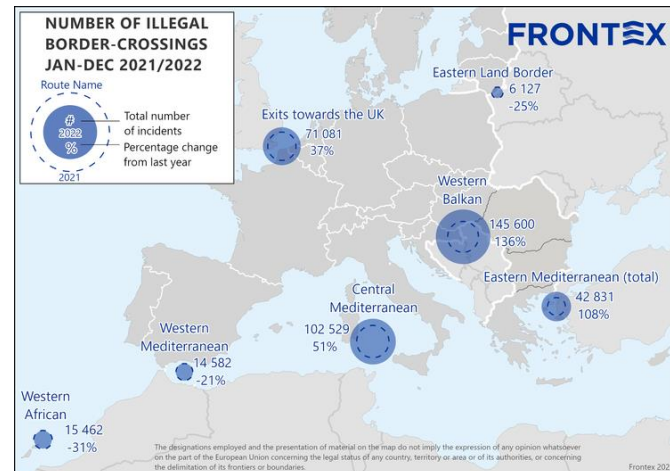 NUMBER OF ILLEGAL
BORDER-CROSSINGS
JAN-DEC 2021/2022
Route Name
#
2022
%
2021
Total number
of incidents
Percentage change
from last year
FRONTEX
Eastern Land Border
6 127
-25%
Exits towards the UK
71 081
37%
Western
Balkan
145 600
136%
Eastern Mediterranean (total)
42 831
108%
Central
Mediterranean
102 529
51%
Western
Mediterranean
14 582
-21%
Western
African
15 462
-31%
The designations employed and the presentation of material on the map do not imply the expression of any opinion whatsoever
on the part of the European Union concerning the legal status of any country, territory or area or of its authorities, or concerning
the delimitation of its frontiers or boundaries.
Frontex